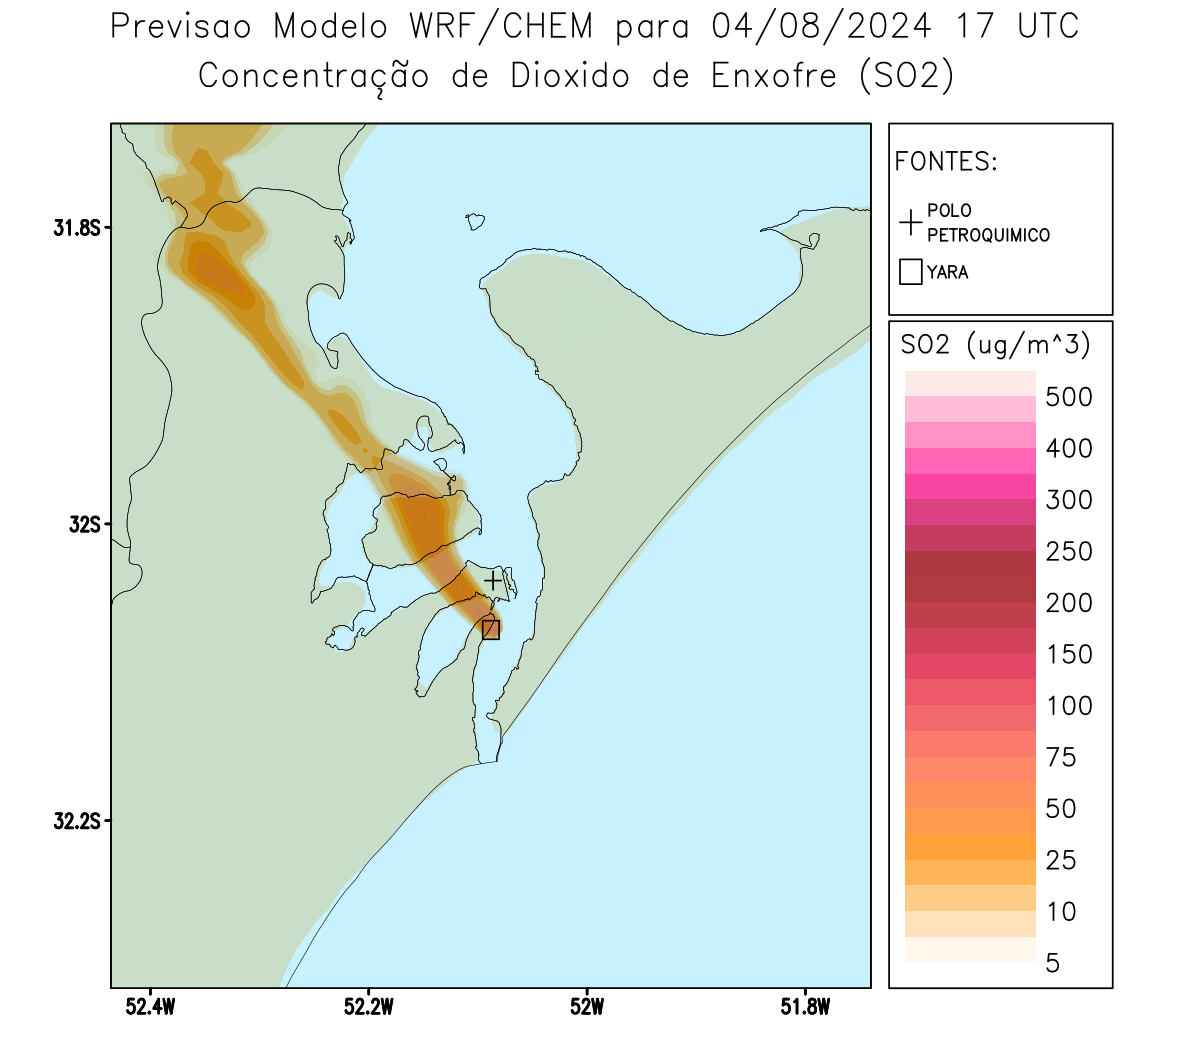 Previsao Modelo WRF/CHEM para 04/08/2024 17 UTC
Concentração de Dioxido de Enxofre (SO2)
FONTES:
POLO
PETROQUIMICO
YARA
31.8S
32S
32.2S
52.4W
52.2W
52W
51.8W
SO2 (ug/m^3)
500
400
300
250
200
150
100
75
50
25
10
5